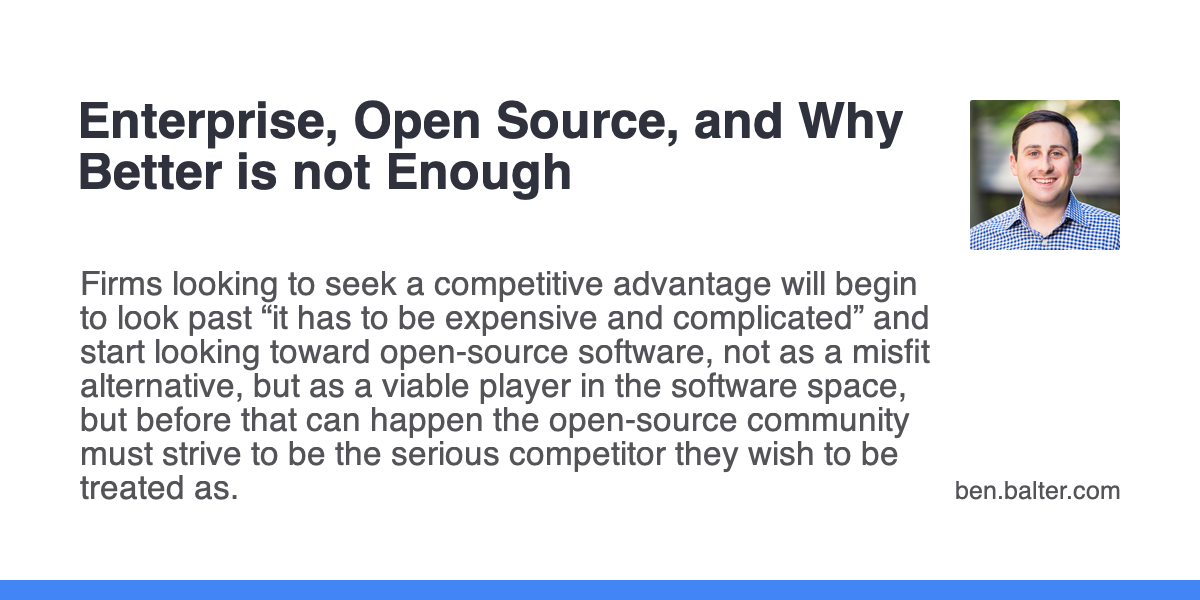 Enterprise, Open Source, and Why
Better is not Enough
Firms looking to seek a competitive advantage will begin
to look past “it has to be expensive and complicated” and
start looking toward open-source software, not as a misfit
alternative, but as a viable player in the software space,
but before that can happen the open-source community
must strive to be the serious competitor they wish to be
treated as.
ben.balter.com